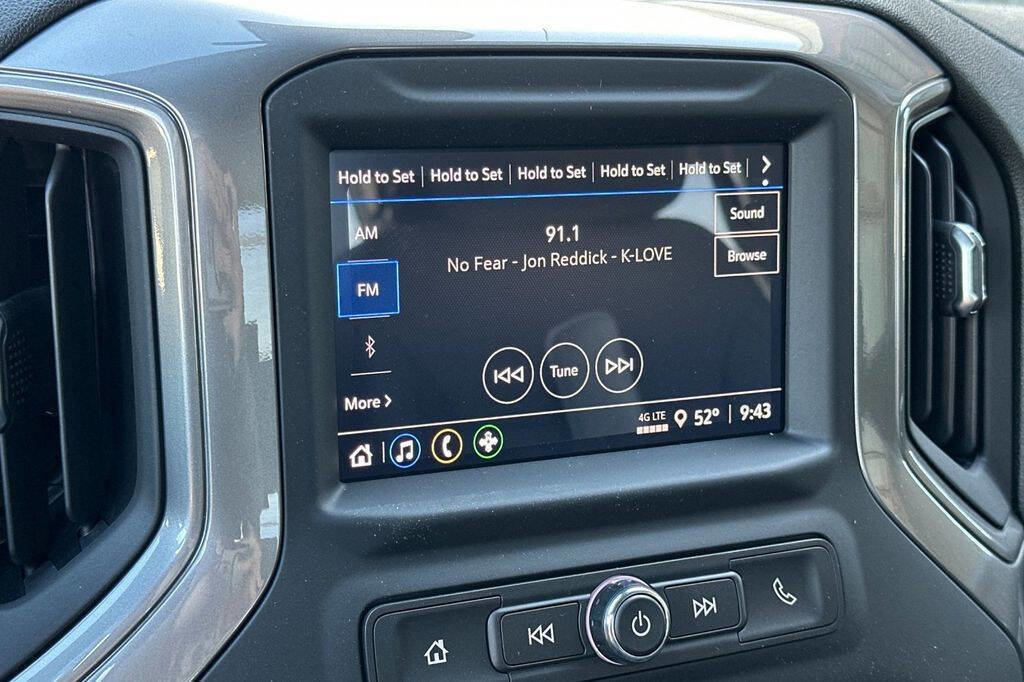 Hold to Set | Hold to Set | Hold to Set | Hold to Set | Hold to Set |
AM
91.1
Sound
No Fear - Jon Reddick - K-LOVE
Browse
FM
Tune
More
4G LTE
52° | 9:43